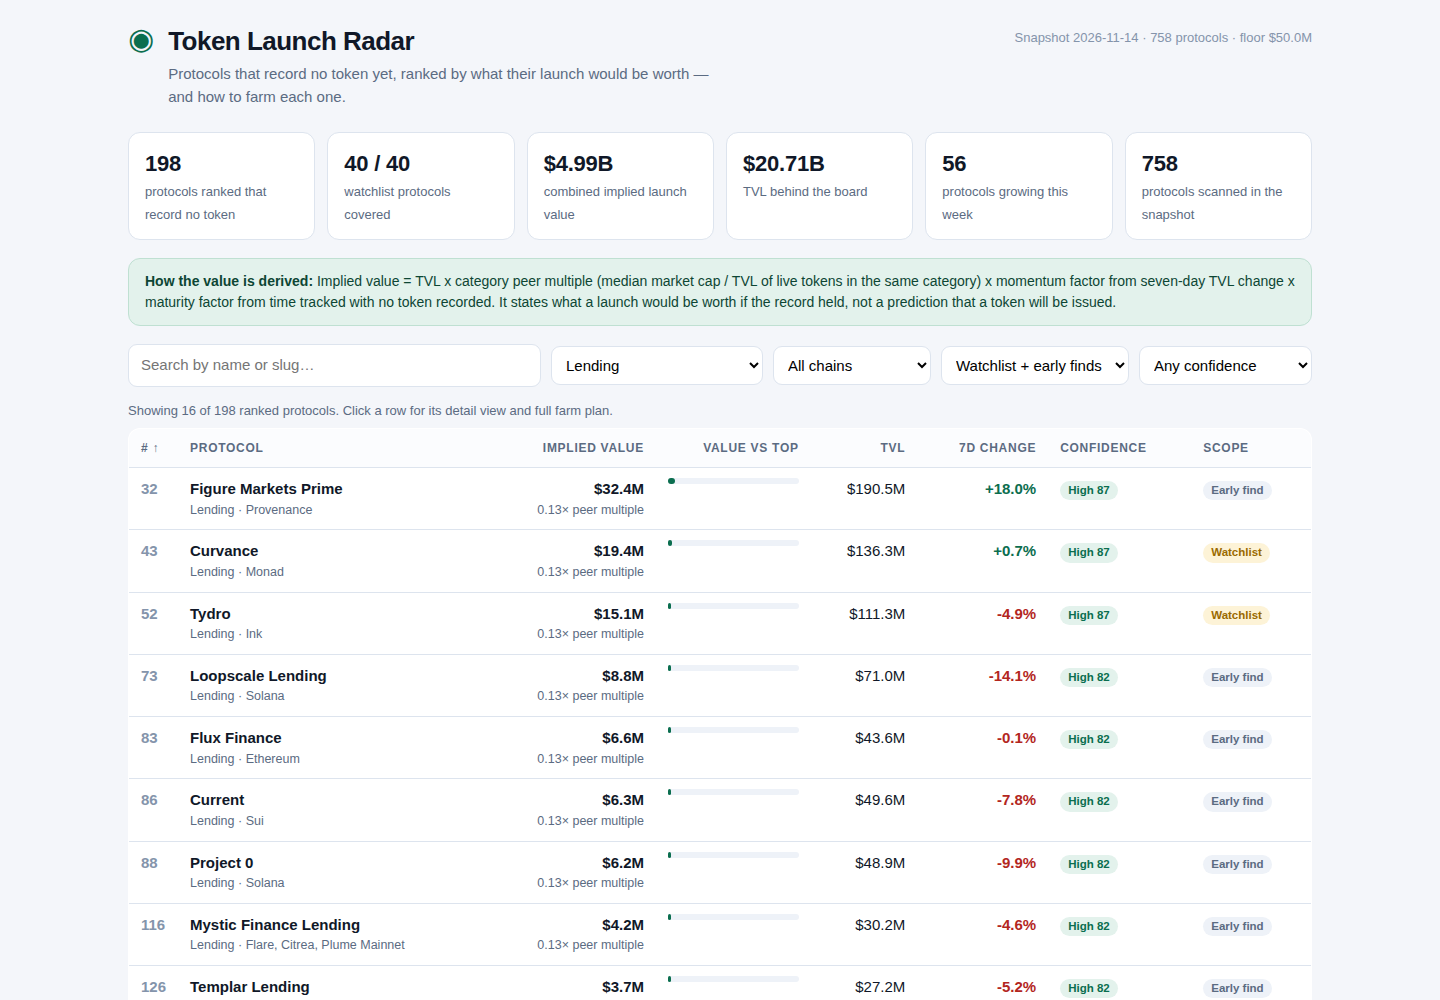 Token Launch Radar
Snapshot 2026-11-14 · 758 protocols · floor $50.0M
Protocols that record no token yet, ranked by what their launch would be worth —
and how to farm each one.
198
protocols ranked that
record no token
40 / 40
watchlist protocols
covered
$4.99B
combined implied launch
value
$20.71B
TVL behind the board
56
protocols growing this
week
758
protocols scanned in the
snapshot
How the value is derived: Implied value = TVL x category peer multiple (median market cap / TVL of live tokens in the same category) x momentum factor from seven-day TVL change x
maturity factor from time tracked with no token recorded. It states what a launch would be worth if the record held, not a prediction that a token will be issued.
Search by name or slug…
Lending
All chains
Watchlist + early finds
Any confidence
Showing 16 of 198 ranked protocols. Click a row for its detail view and full farm plan.
# ↑ PROTOCOL IMPLIED VALUE VALUE VS TOP TVL 7D CHANGE CONFIDENCE SCOPE
32 Figure Markets Prime $32.4M $190.5M +18.0% High 87 Early find
Lending · Provenance 0.13× peer multiple
43 Curvance $19.4M $136.3M +0.7% High 87 Watchlist
Lending · Monad 0.13× peer multiple
52 Tydro $15.1M $111.3M -4.9% High 87 Watchlist
Lending · Ink 0.13× peer multiple
73 Loopscale Lending $8.8M $71.0M -14.1% High 82 Early find
Lending · Solana 0.13× peer multiple
83 Flux Finance $6.6M $43.6M -0.1% High 82 Early find
Lending · Ethereum 0.13× peer multiple
86 Current $6.3M $49.6M -7.8% High 82 Early find
Lending · Sui 0.13× peer multiple
88 Project 0 $6.2M $48.9M -9.9% High 82 Early find
Lending · Solana 0.13× peer multiple
116 Mystic Finance Lending $4.2M $30.2M -4.6% High 82 Early find
Lending · Flare, Citrea, Plume Mainnet 0.13× peer multiple
126 Templar Lending $3.7M $27.2M -5.2% High 82 Early find